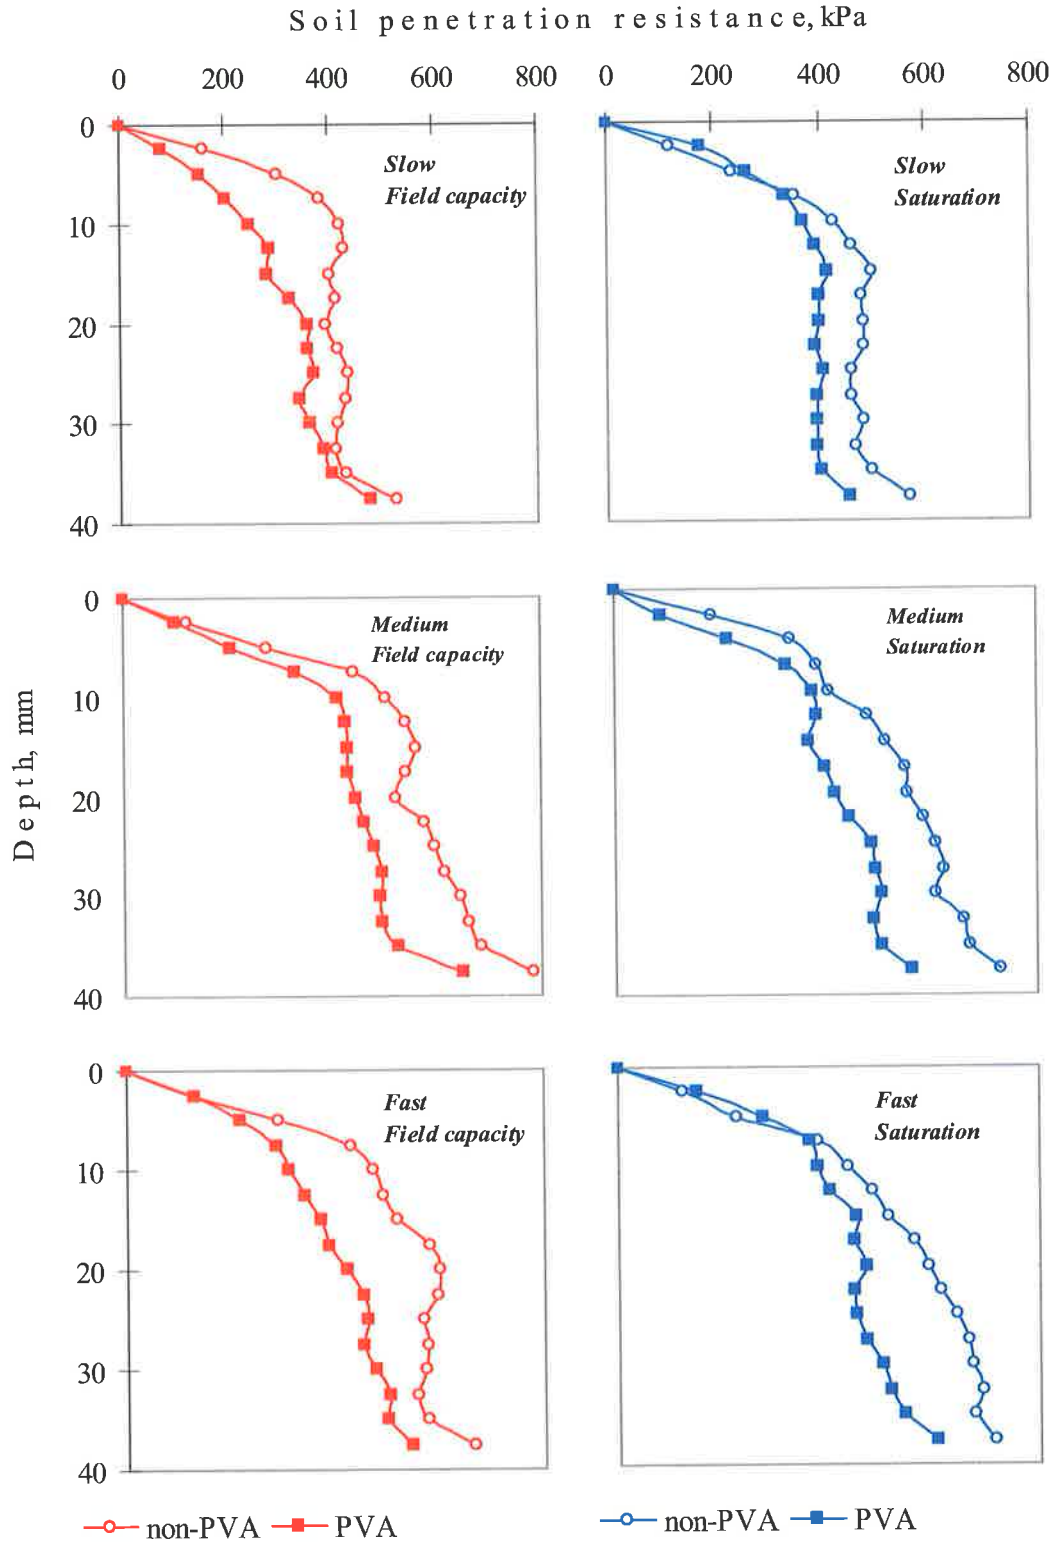 Soil penetration resistance, kPa
0 200 400 600 800
0 200 400 600 800
0
10
20
30
40
Slow
Field capacity
Slow
Saturation
Depth, mm
0
10
20
30
40
Medium
Field capacity
Medium
Saturation
0
10
20
30
40
Fast
Field capacity
Fast
Saturation
non-PVA PVA
non-PVA PVA